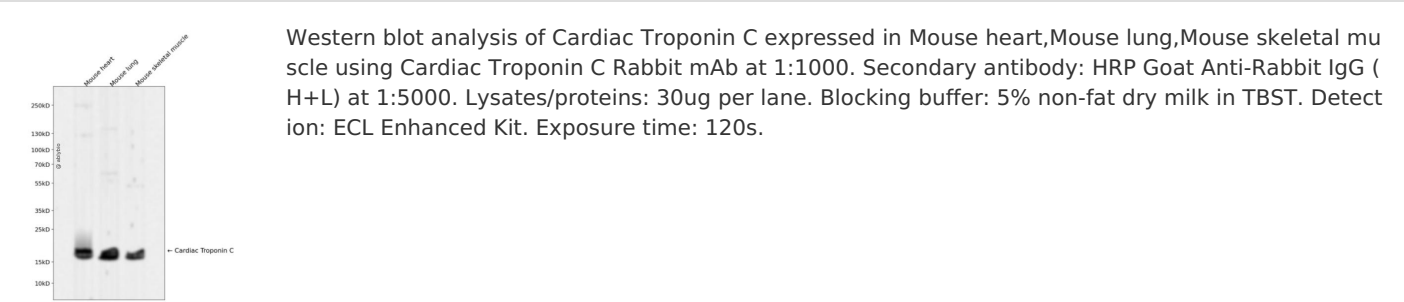 Mouse heart
Mouse lung
Mouse skeletal muscle
Western blot analysis of Cardiac Troponin C expressed in Mouse heart,Mouse lung,Mouse skeletal mu
scle using Cardiac Troponin C Rabbit mAb at 1:1000. Secondary antibody: HRP Goat Anti-Rabbit IgG (
H+L) at 1:5000. Lysates/proteins: 30ug per lane. Blocking buffer: 5% non-fat dry milk in TBST. Detect
ion: ECL Enhanced Kit. Exposure time: 120s.
250kD
130kD
100kD
70kD
55kD
35kD
25kD
15kD
10kD
@ ablybio
← Cardiac Troponin C